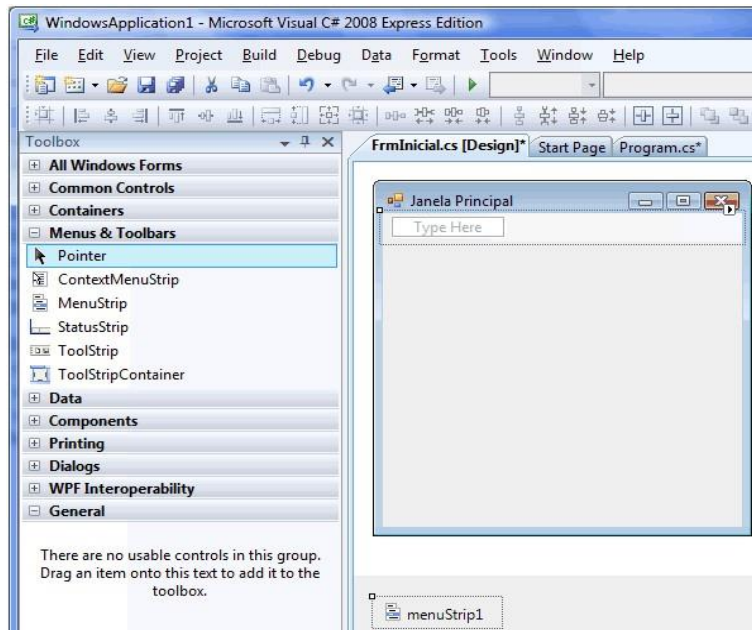 WindowsApplication1 - Microsoft Visual C# 2008 Express Edition
File Edit View Project Build Debug Data Format Tools Window Help
Toolbox
FrmInicial.cs [Design]* Start Page Program.cs*
All Windows Forms
Common Controls
Containers
Menus & Toolbars
Pointer
ContextMenuStrip
MenuStrip
StatusStrip
ToolStrip
ToolStripContainer
Data
Components
Printing
Dialogs
WPF Interoperability
General
There are no usable controls in this group.
Drag an item onto this text to add it to the
toolbox.
Janela Principal
Type Here
menuStrip1